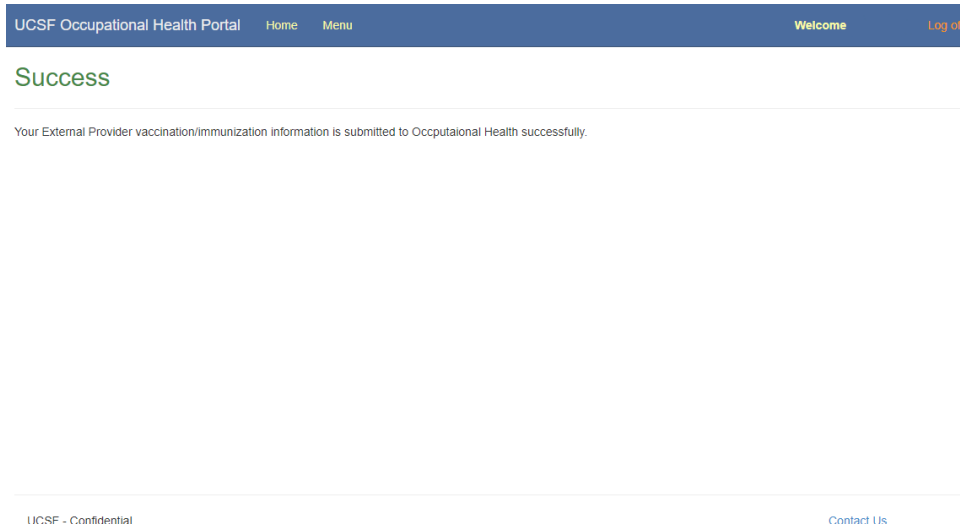 UCSF Occupational Health Portal Home Menu Welcome Log of
Success
Your External Provider vaccination/immunization information is submitted to Occputaional Health successfully.
UCSF - Confidential Contact Us